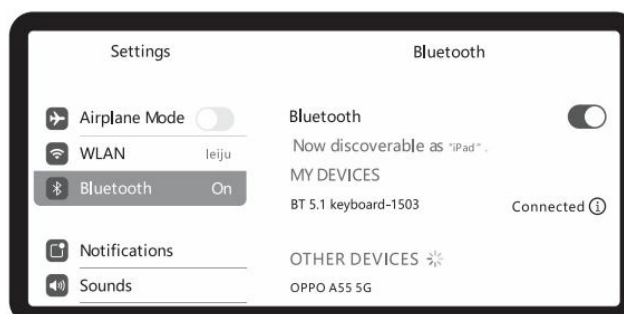 Settings
Airplane Mode
WLAN leiju
Bluetooth On
Notifications
Sounds
Bluetooth
Bluetooth
Now discoverable as "iPad".
MY DEVICES
BT 5.1 keyboard-1503 Connected
OTHER DEVICES
OPPO A55 5G